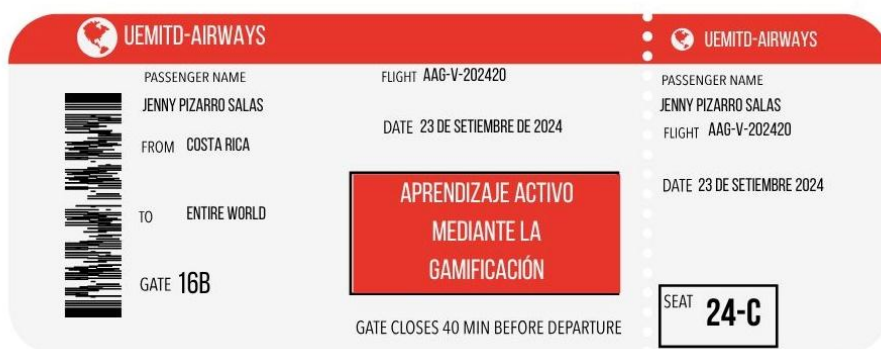 UEMITD-AIRWAYS
PASSENGER NAME
JENNY PIZARRO SALAS
FROM COSTA RICA
TO ENTIRE WORLD
GATE 16B
FLIGHT AAG-V-202420
DATE 23 DE SETIEMBRE DE 2024
APRENDIZAJE ACTIVO
MEDIANTE LA
GAMIFICACIÓN
GATE CLOSES 40 MIN BEFORE DEPARTURE
UEMITD-AIRWAYS
PASSENGER NAME
JENNY PIZARRO SALAS
FLIGHT AAG-V-202420
DATE 23 DE SETIEMBRE 2024
SEAT 24-C